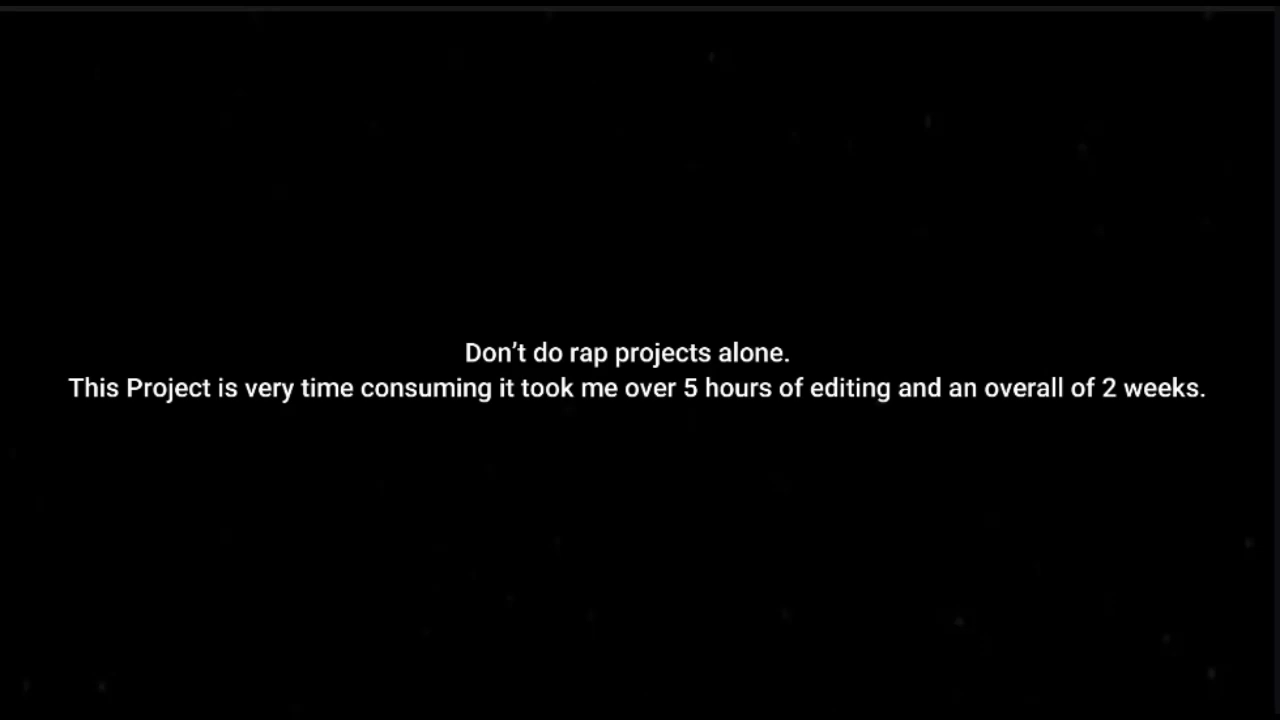 Don’t do rap projects alone.
This Project is very time consuming it took me over 5 hours of editing and an overall of 2 weeks.